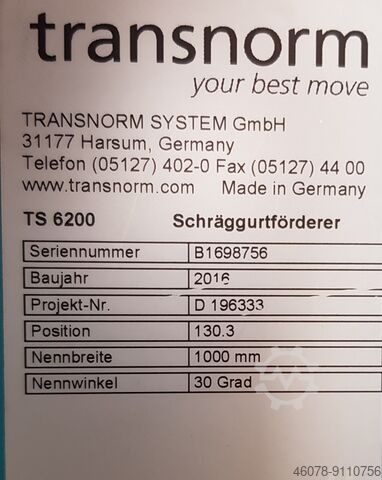 transnorm
your best move
TRANSNORM SYSTEM GmbH
31177 Harsum, Germany
Telefon (05127) 402-0 Fax (05127) 44 00
www.transnorm.com Made in Germany
TS 6200 Schräggurtförderer
Seriennummer B1698756
Baujahr 2016
Projekt-Nr. D 196333
Position 130.3
Nennbreite 1000 mm
Nennwinkel 30 Grad
46078-9110756